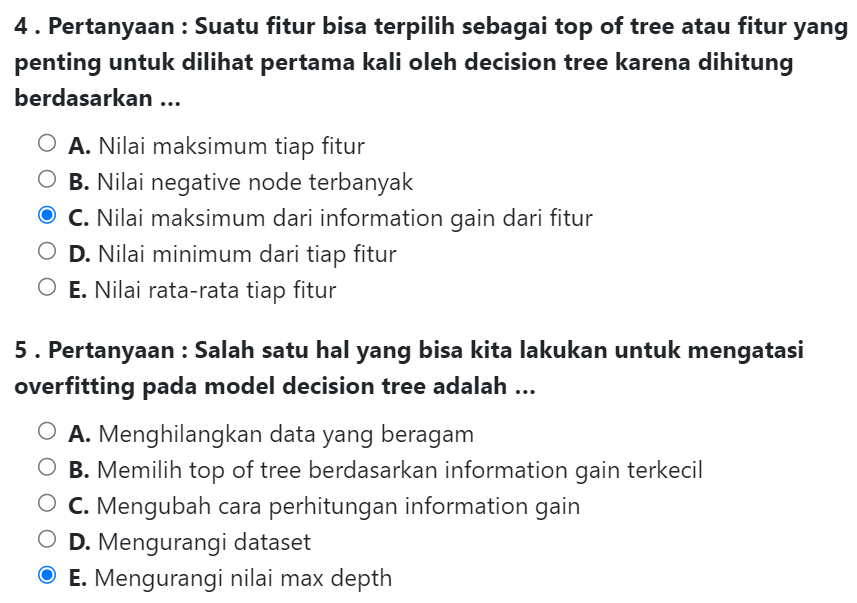 4 . Pertanyaan : Suatu fitur bisa terpilih sebagai top of tree atau fitur yang
penting untuk dilihat pertama kali oleh decision tree karena dihitung
berdasarkan ...
A. Nilai maksimum tiap fitur
B. Nilai negative node terbanyak
C. Nilai maksimum dari information gain dari fitur
D. Nilai minimum dari tiap fitur
E. Nilai rata-rata tiap fitur
5 . Pertanyaan : Salah satu hal yang bisa kita lakukan untuk mengatasi
overfitting pada model decision tree adalah ...
A. Menghilangkan data yang beragam
B. Memilih top of tree berdasarkan information gain terkecil
C. Mengubah cara perhitungan information gain
D. Mengurangi dataset
E. Mengurangi nilai max depth